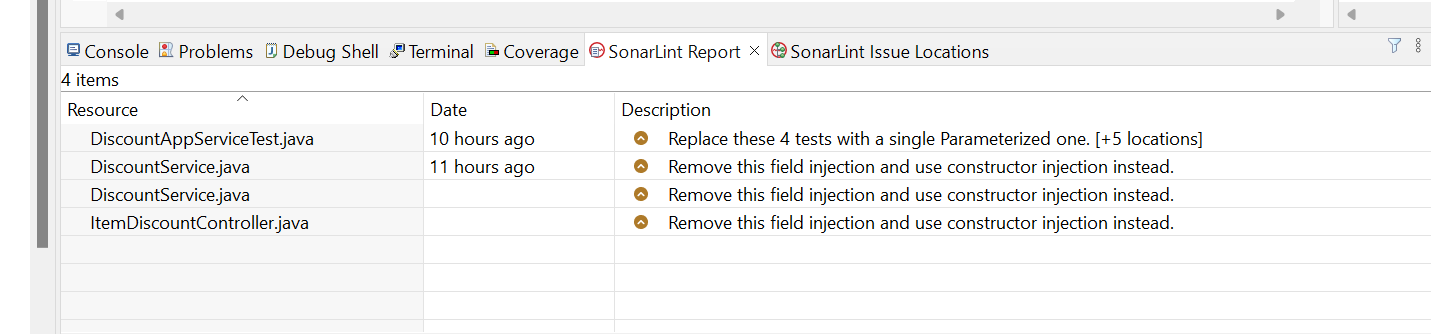 Console Problems Debug Shell Terminal Coverage SonarLint Report SonarLint Issue Locations
4 items
Resource Date Description
DiscountAppServiceTest.java 10 hours ago Replace these 4 tests with a single Parameterized one. [+5 locations]
DiscountService.java 11 hours ago Remove this field injection and use constructor injection instead.
DiscountService.java Remove this field injection and use constructor injection instead.
ItemDiscountController.java Remove this field injection and use constructor injection instead.